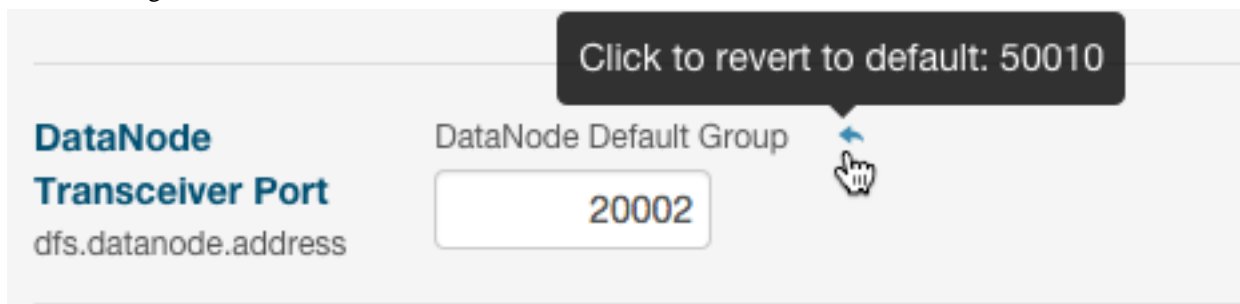 Click to revert to default: 50010
DataNode
Transceiver Port
dfs.datanode.address
DataNode Default Group
20002